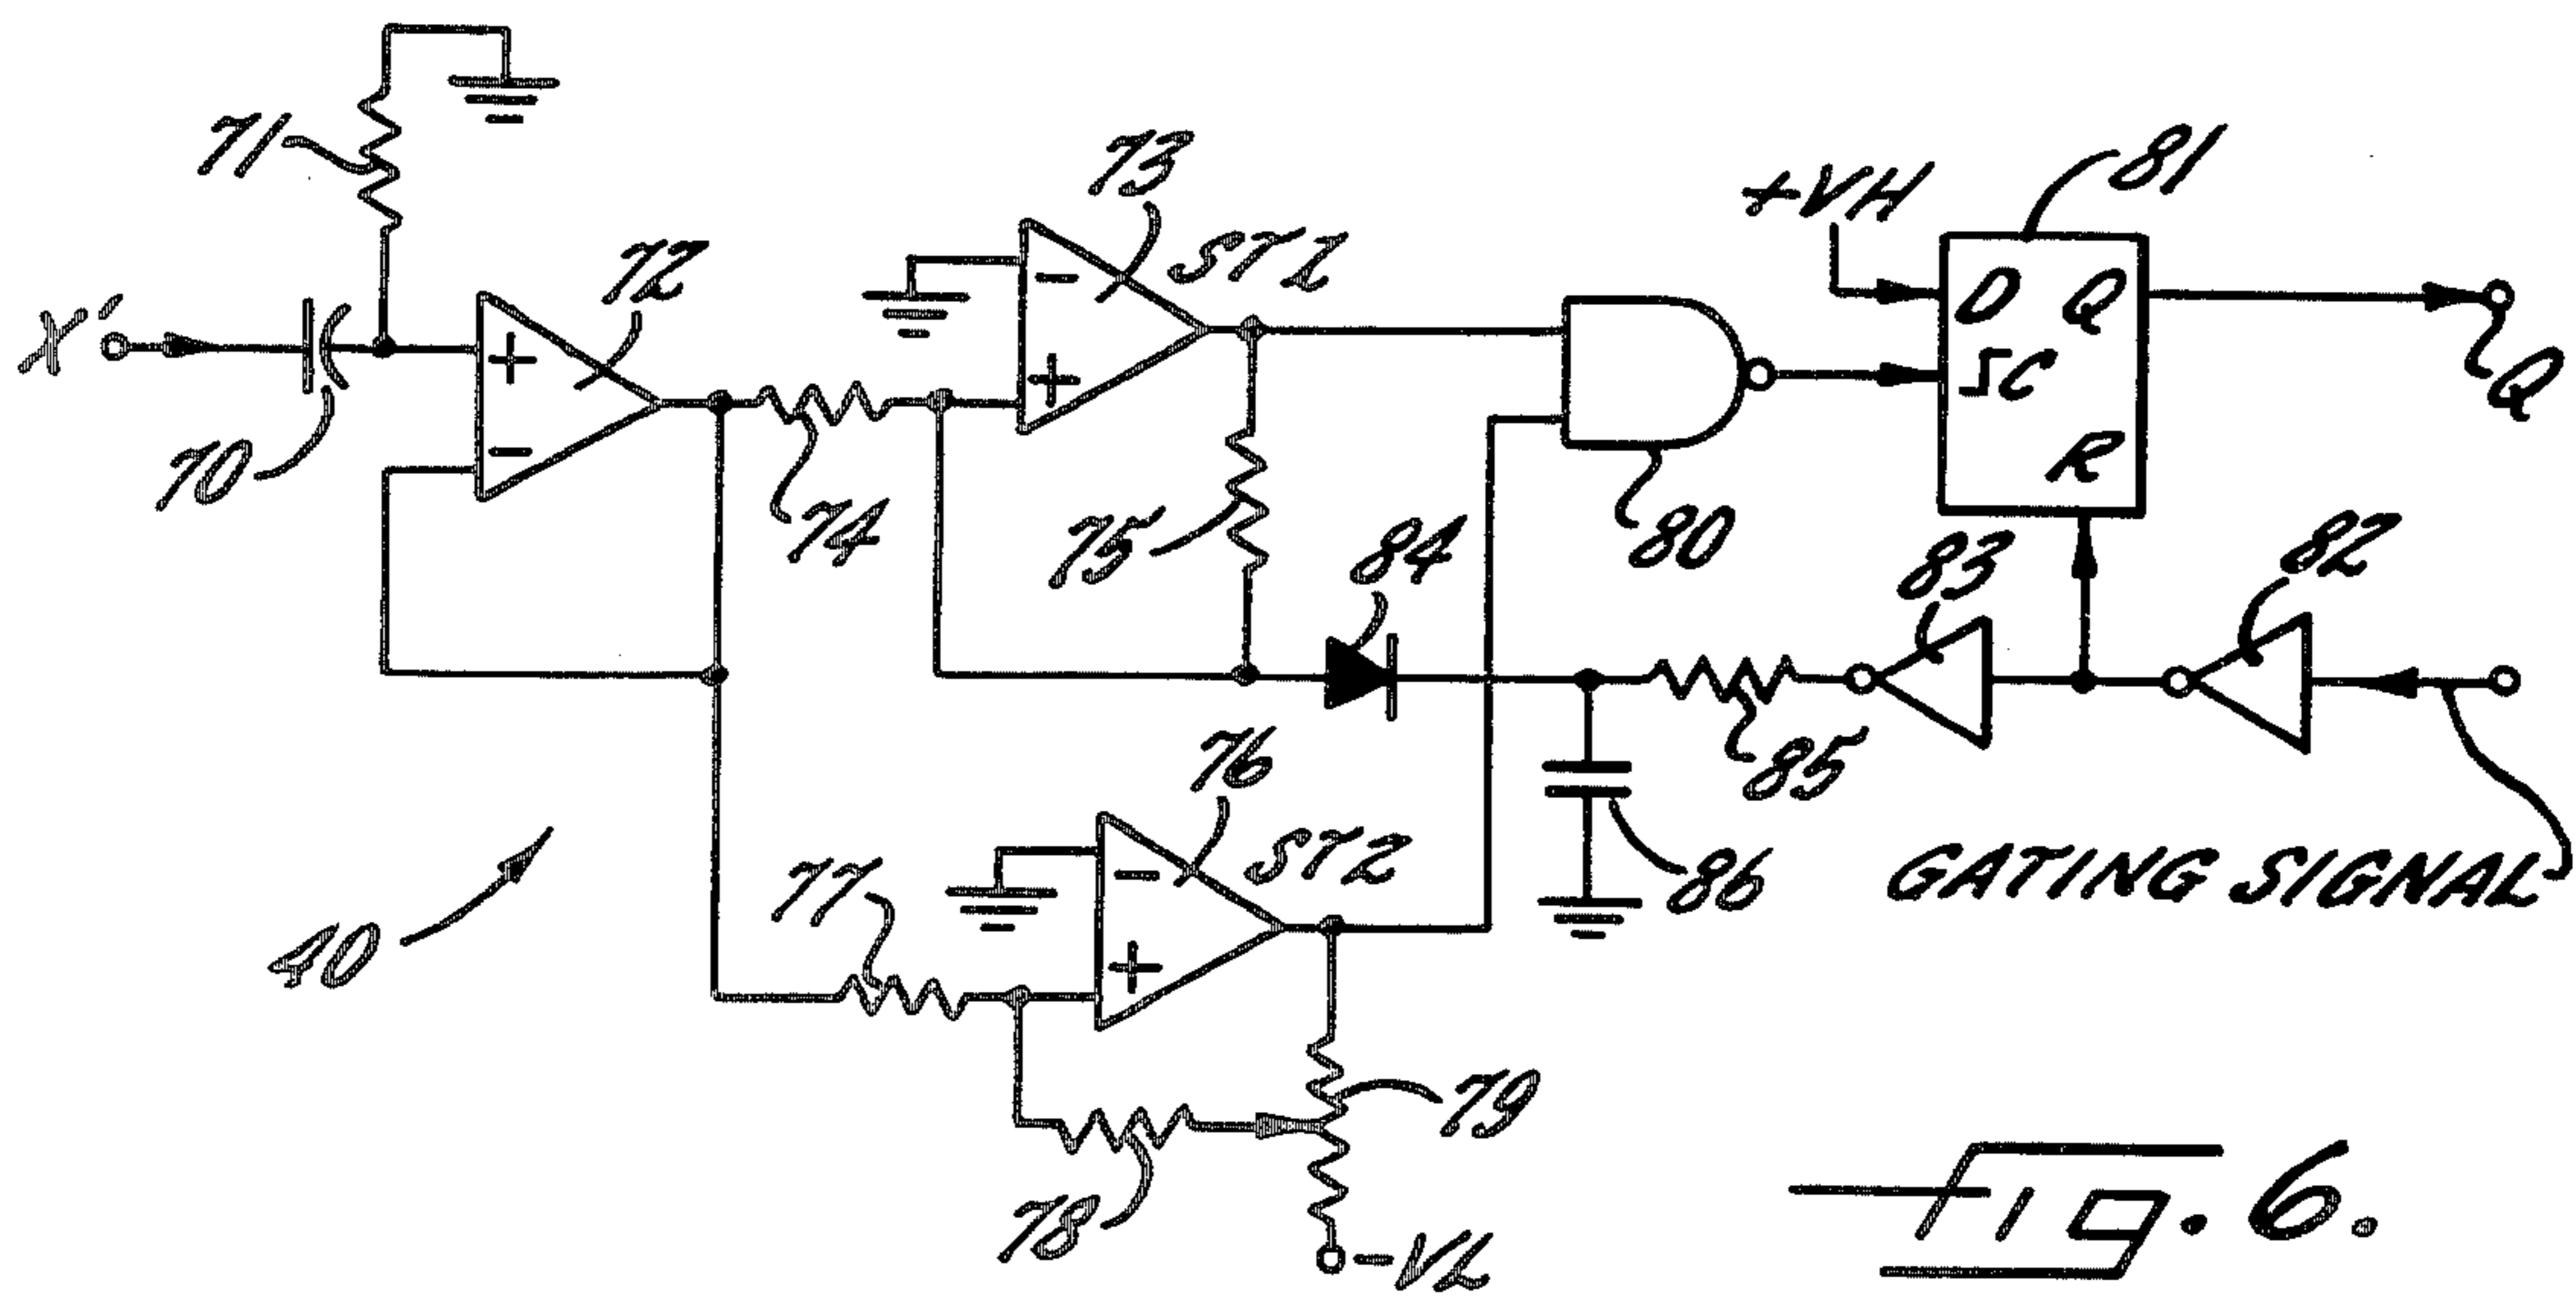 71
72
73
ST1
+VH
81
X'
+
-
-
+
D Q
C
R
Q
70
74
75
84
80
83
82
85
76
ST2
77
-
+
86
GATING SIGNAL
40
79
78
-VL
Fig. 6.